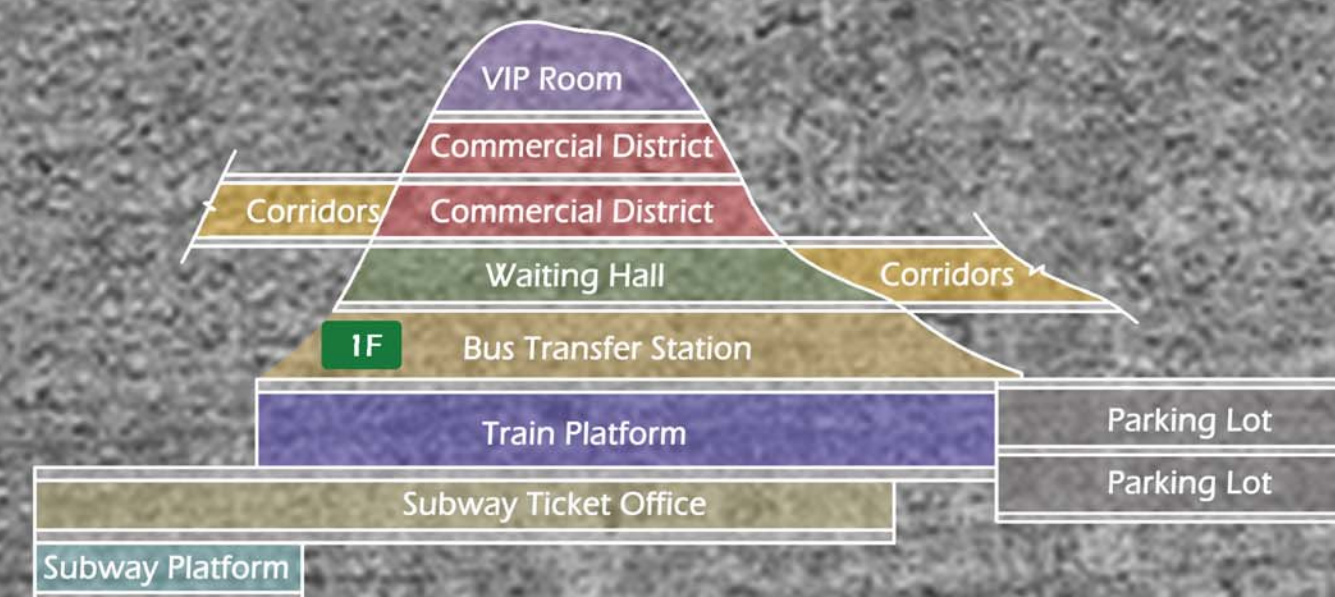 VIP Room
Commercial District
Corridors
Commercial District
Waiting Hall
Corridors
1F
Bus Transfer Station
Train Platform
Parking Lot
Parking Lot
Subway Ticket Office
Subway Platform